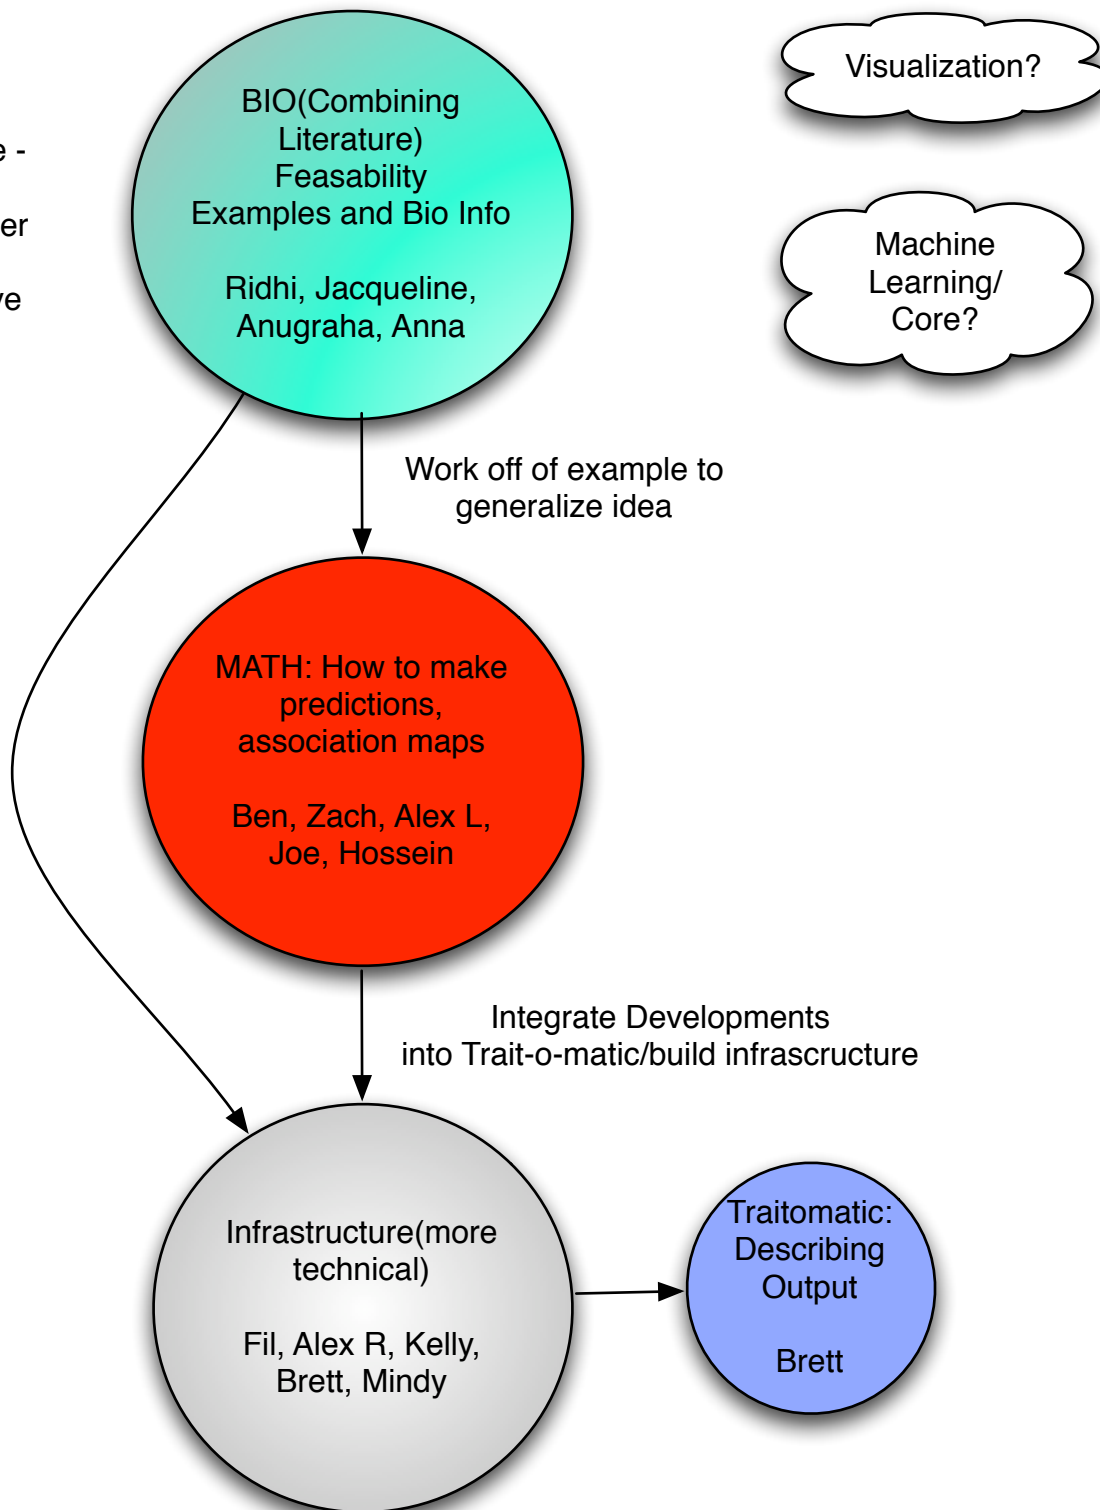 BIO(Combining
Literature)
Feasability
Examples and Bio Info
Ridhi, Jacqueline,
Anugraha, Anna
Visualization?
Machine
Learning/
Core?
Work off of example to
generalize idea
MATH: How to make
predictions,
association maps
Ben, Zach, Alex L,
Joe, Hossein
Integrate Developments
into Trait-o-matic/build infrascructure
Infrastructure(more
technical)
Fil, Alex R, Kelly,
Brett, Mindy
Traitomatic:
Describing
Output
Brett